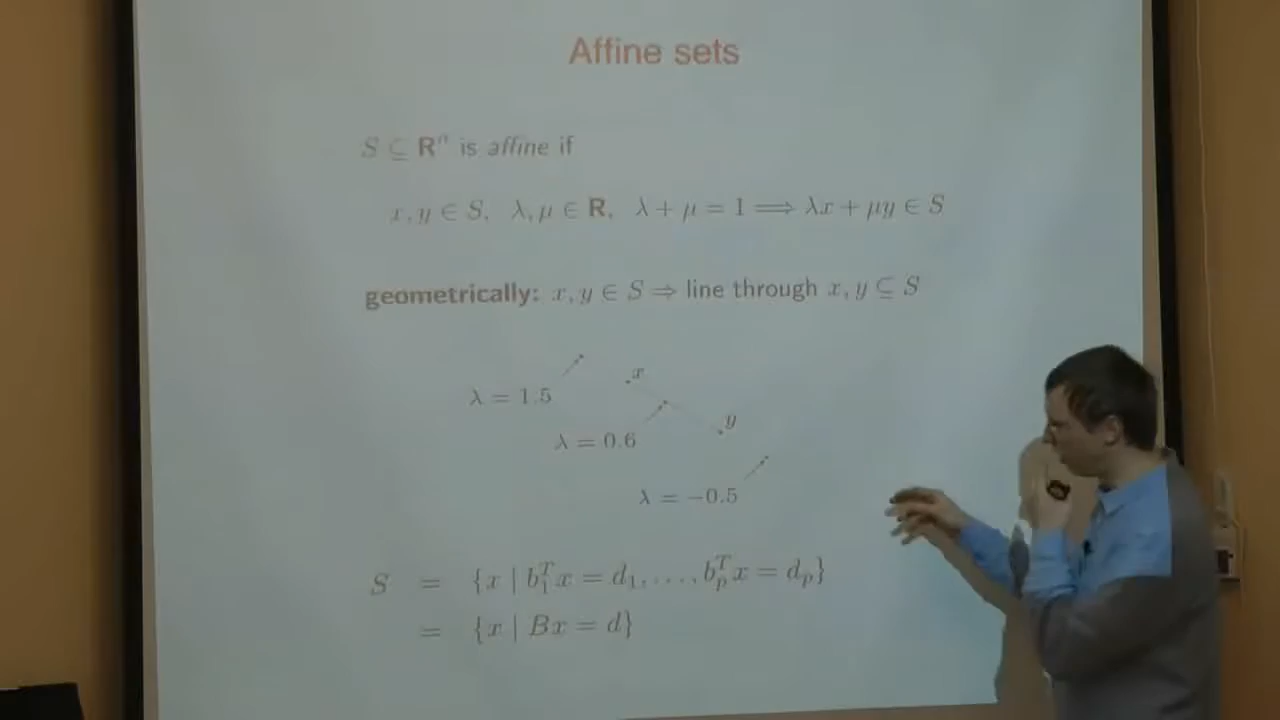 Affine sets
S ⊆ Rⁿ is affine if
x, y ∈ S, λ, μ ∈ R, λ + μ = 1 ⟹ λx + μy ∈ S
geometrically: x, y ∈ S ⇒ line through x, y ⊆ S
x
λ = 1.5
y
λ = 0.6
λ = −0.5
S = {x | b₁ᵀx = d₁, . . . , bₚᵀx = dₚ}
= {x | Bx = d}